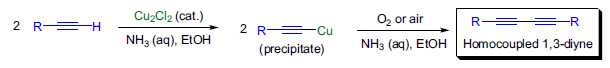 2 R H
Cu2Cl2 (cat.)
NH3 (aq), EtOH
2 R Cu
(precipitate)
O2 or air
NH3 (aq), EtOH
R R
Homocoupled 1,3-diyne